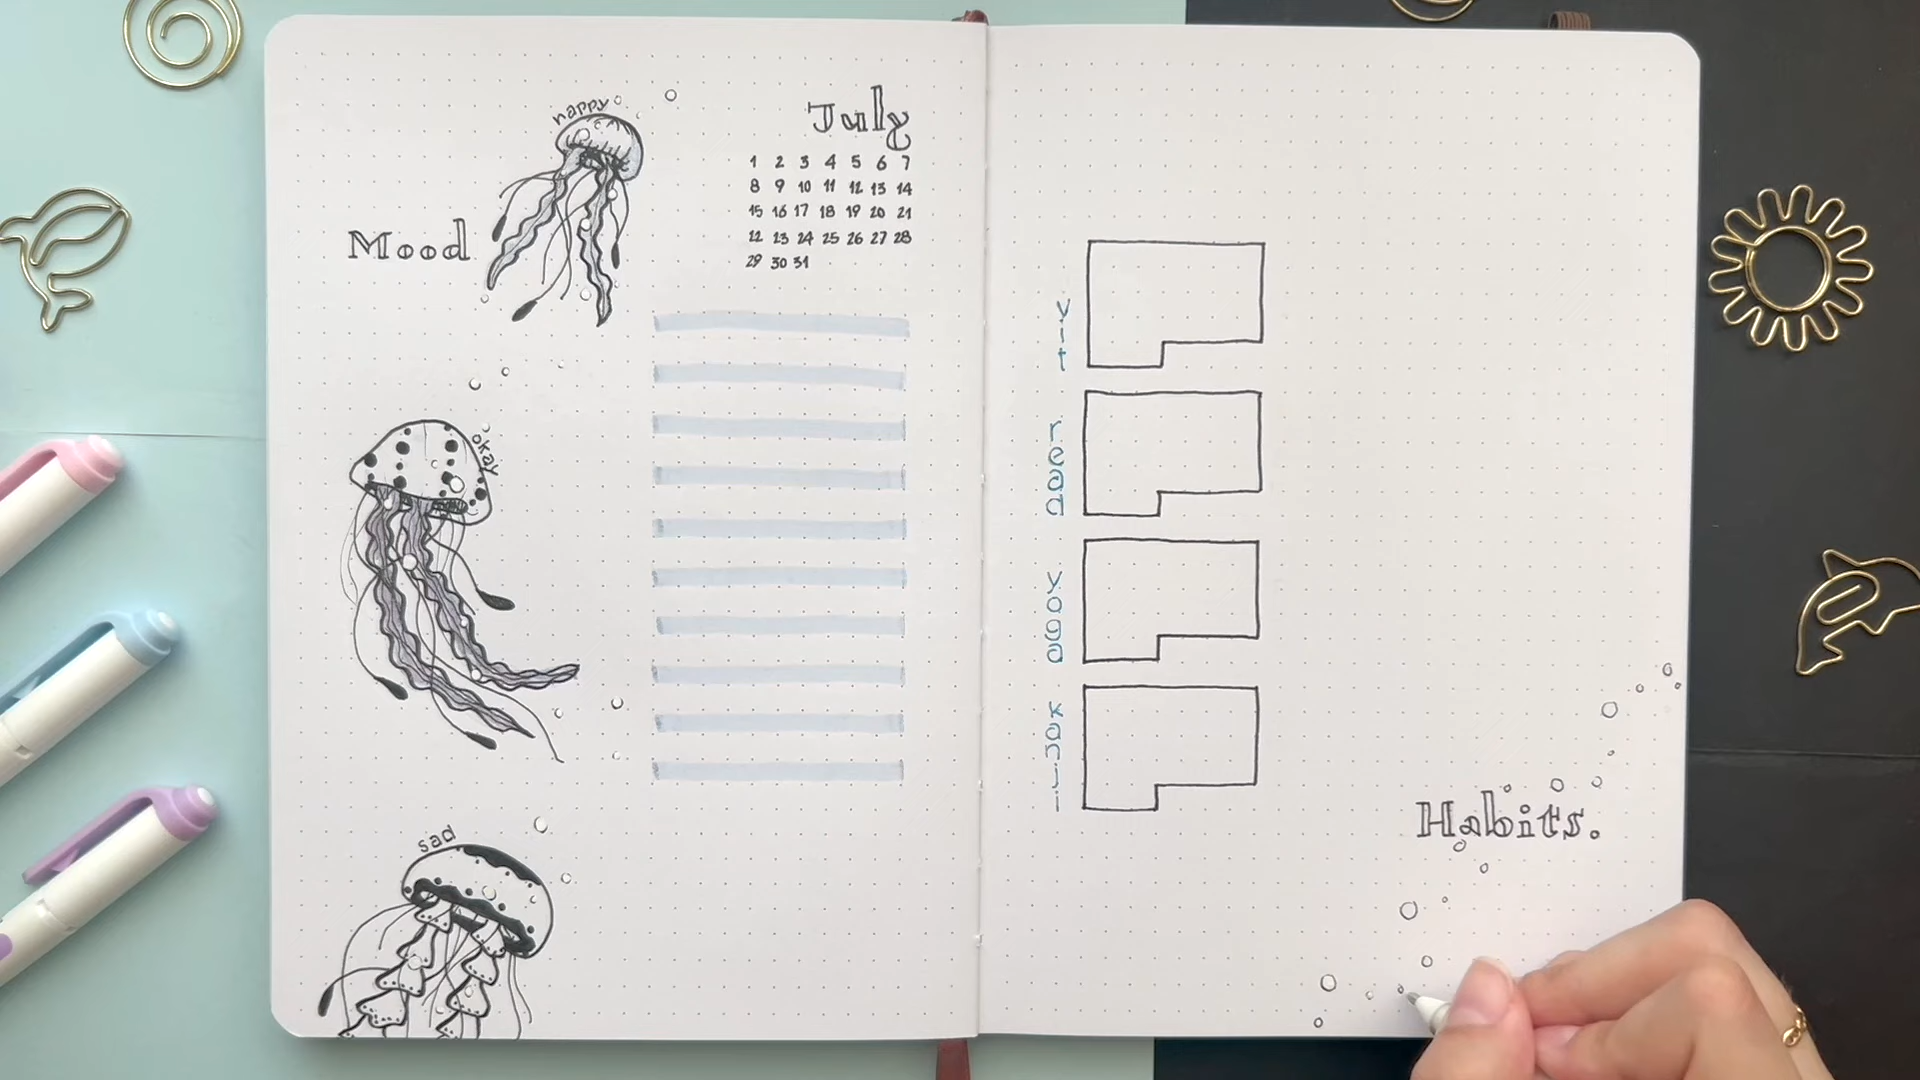 happy
July
1 2 3 4 5 6 7
8 9 10 11 12 13 14
15 16 17 18 19 20 21
12 23 24 25 26 27 28
29 30 31
Mood
okay
sad
vit
read
yoga
kanji
Habits.